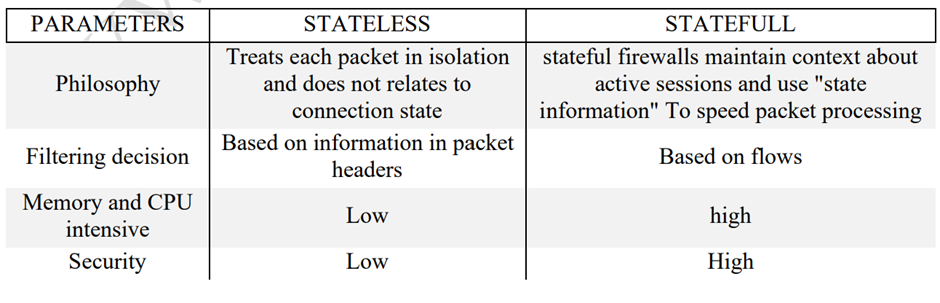 PARAMETERS STATELESS STATEFULL
Philosophy
Treats each packet in isolation
and does not relates to
connection state
stateful firewalls maintain context about
active sessions and use "state
information" To speed packet processing
Filtering decision
Based on information in packet
headers
Based on flows
Memory and CPU
intensive
Low
high
Security
Low
High